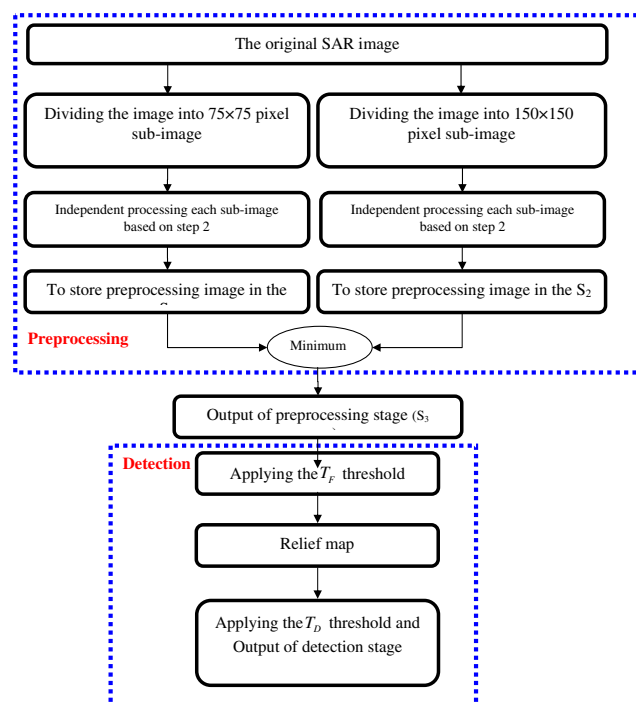 The original SAR image
Dividing the image into 75×75 pixel
sub-image
Dividing the image into 150×150
pixel sub-image
Independent processing each sub-image
based on step 2
Independent processing each sub-image
based on step 2
To store preprocessing image in the
To store preprocessing image in the S₂
Preprocessing
Minimum
Output of preprocessing stage (S₃
Detection
Applying the T_F threshold
Relief map
Applying the T_D threshold and
Output of detection stage